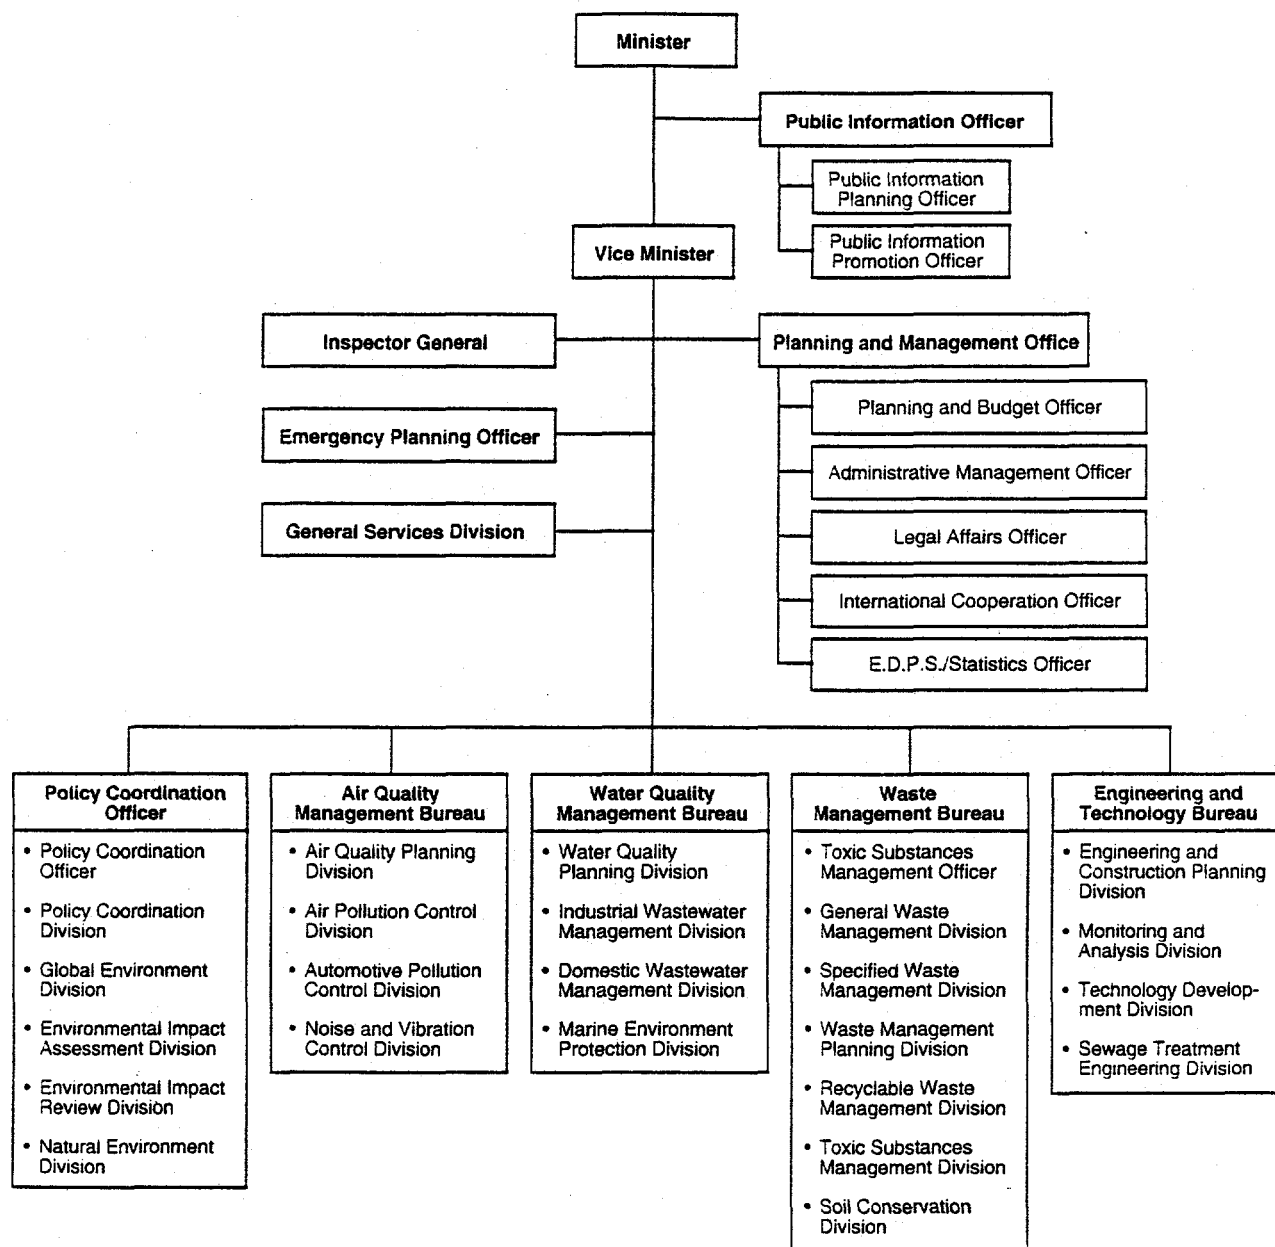 Minister
Public Information Officer
Public Information
Planning Officer
Public Information
Promotion Officer
Vice Minister
Inspector General
Planning and Management Office
Emergency Planning Officer
General Services Division
Planning and Budget Officer
Administrative Management Officer
Legal Affairs Officer
International Cooperation Officer
E.D.P.S./Statistics Officer
Policy Coordination
Officer
• Policy Coordination
Officer
• Policy Coordination
Division
• Global Environment
Division
• Environmental Impact
Assessment Division
• Environmental Impact
Review Division
• Natural Environment
Division
Air Quality
Management Bureau
• Air Quality Planning
Division
• Air Pollution Control
Division
• Automotive Pollution
Control Division
• Noise and Vibration
Control Division
Water Quality
Management Bureau
• Water Quality
Planning Division
• Industrial Wastewater
Management Division
• Domestic Wastewater
Management Division
• Marine Environment
Protection Division
Waste
Management Bureau
• Toxic Substances
Management Officer
• General Waste
Management Division
• Specified Waste
Management Division
• Waste Management
Planning Division
• Recyclable Waste
Management Division
• Toxic Substances
Management Division
• Soil Conservation
Division
Engineering and
Technology Bureau
• Engineering and
Construction Planning
Division
• Monitoring and
Analysis Division
• Technology Develop-
ment Division
• Sewage Treatment
Engineering Division